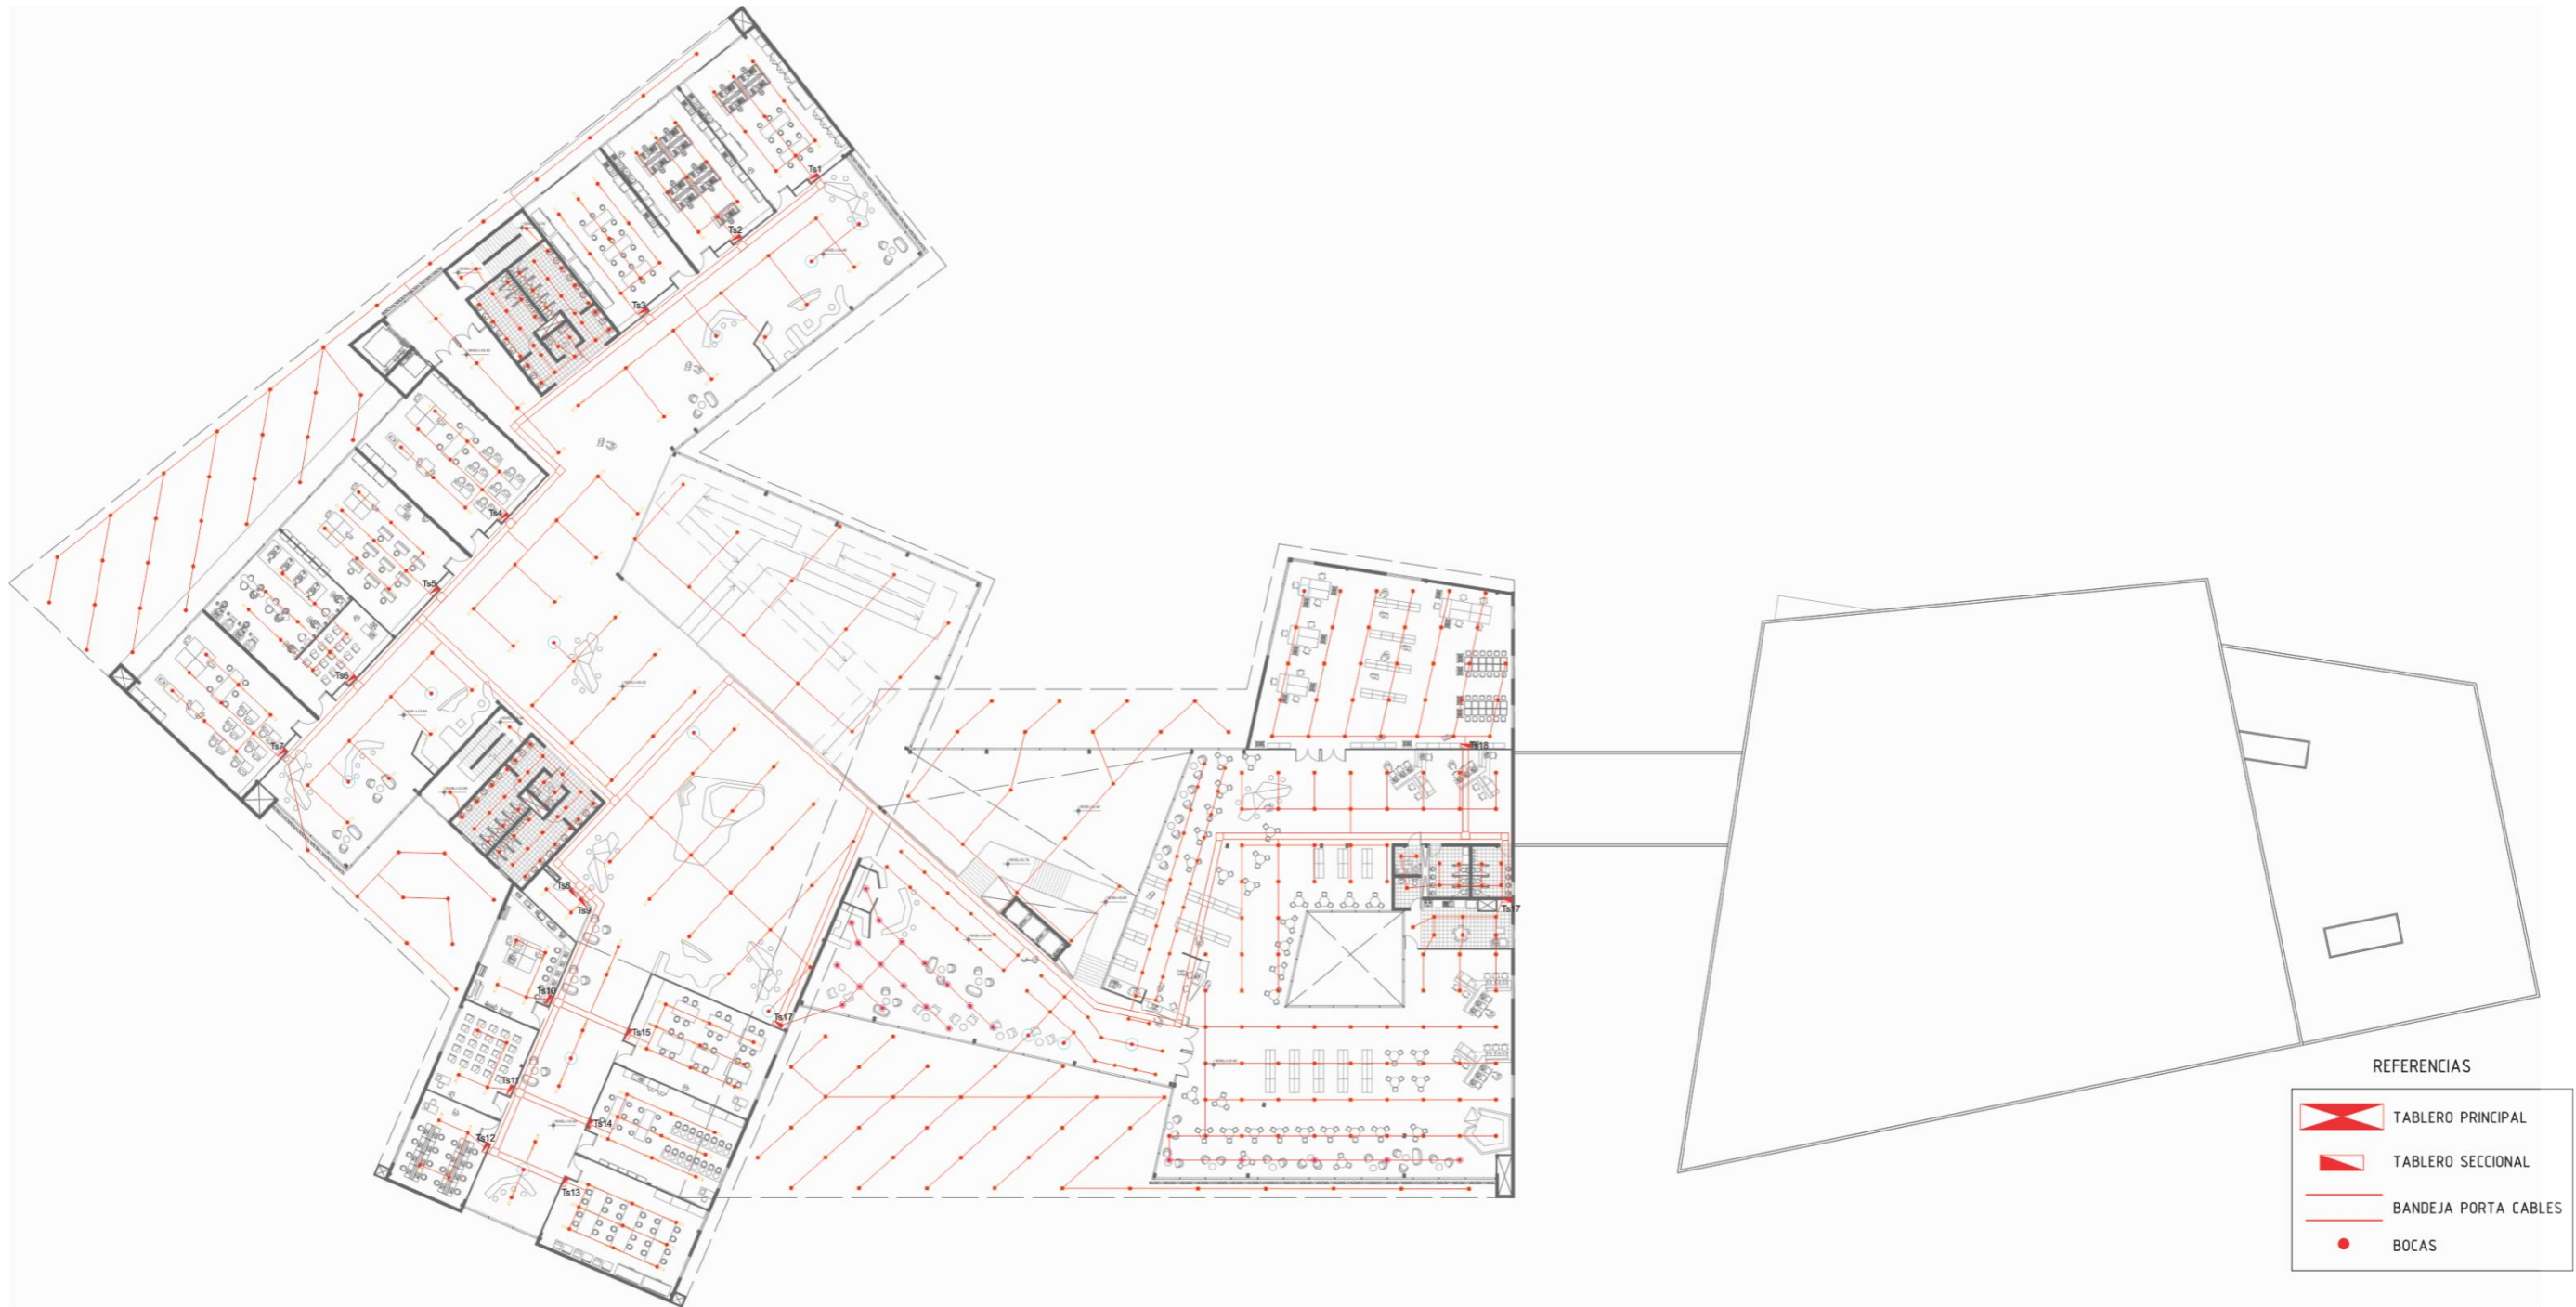 Ts1
Ts2
Ts3
Ts4
Ts5
Ts6
Ts7
Ts18
Ts8
Ts9
Ts17
Ts10
Ts17
Ts15
Ts11
Ts14
Ts12
Ts13
REFERENCIAS
TABLERO PRINCIPAL
TABLERO SECCIONAL
BANDEJA PORTA CABLES
BOCAS